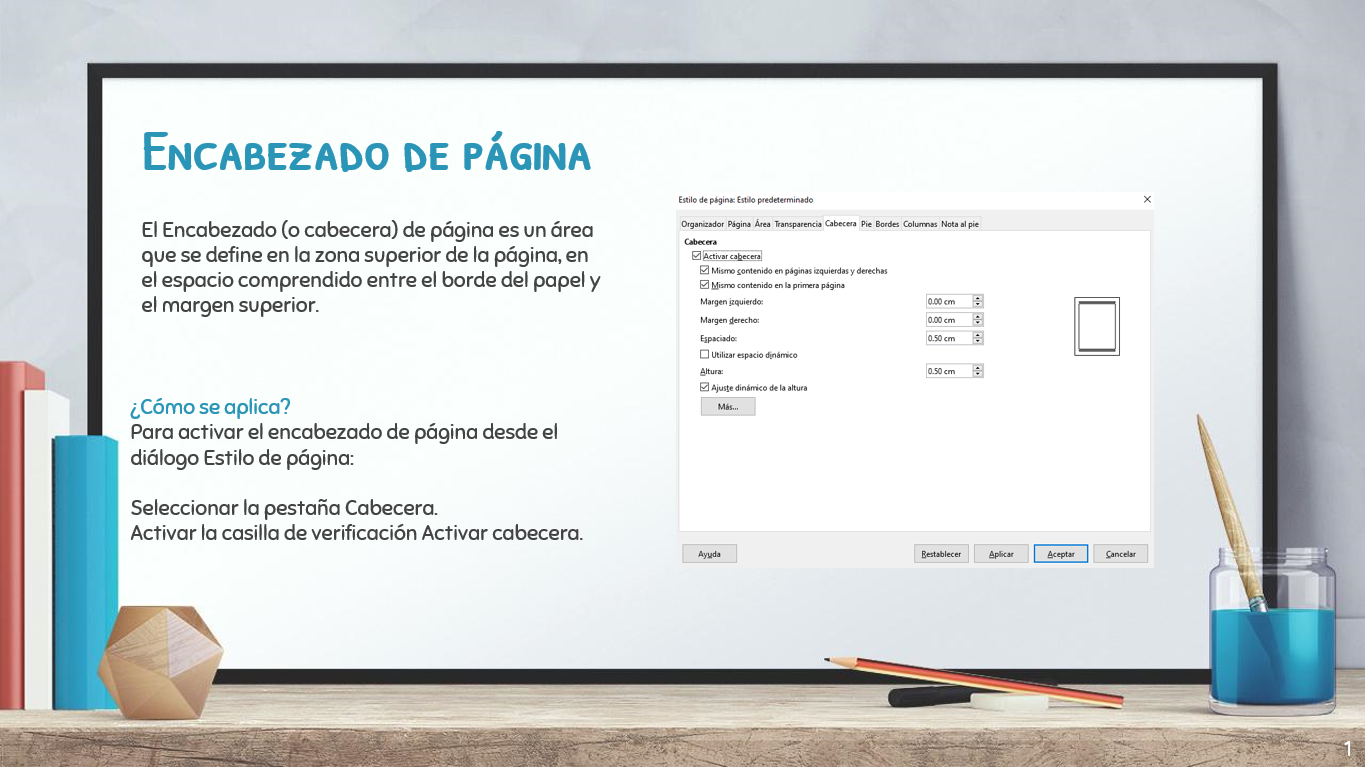 Encabezado de página
El Encabezado (o cabecera) de página es un área
que se define en la zona superior de la página, en
el espacio comprendido entre el borde del papel y
el margen superior.
¿Cómo se aplica?
Para activar el encabezado de página desde el
diálogo Estilo de página:
Seleccionar la pestaña Cabecera.
Activar la casilla de verificación Activar cabecera.
Estilo de página: Estilo predeterminado
Organizador Página Área Transparencia Cabecera Pie Bordes Columnas Nota al pie
Cabecera
Activar cabecera
Mismo contenido en páginas izquierdas y derechas
Mismo contenido en la primera página
Margen izquierdo: 0.00 cm
Margen derecho: 0.00 cm
Espaciado: 0.50 cm
Utilizar espacio dinámico
Altura: 0.50 cm
Ajuste dinámico de la altura
Más...
Ayuda Restablecer Aplicar Aceptar Cancelar
1